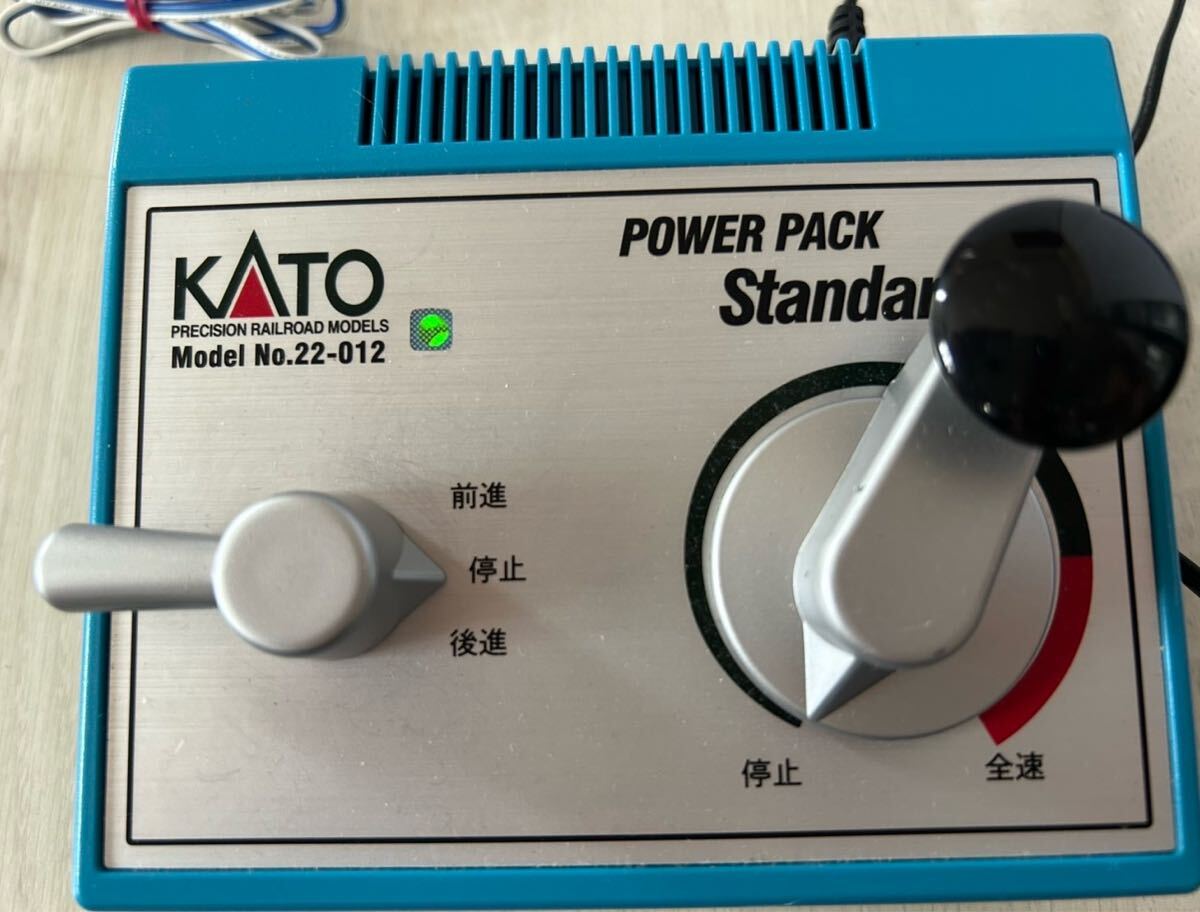 KATO
PRECISION RAILROAD MODELS
Model No.22-012
POWER PACK
Standar
前進
停止
後進
停止
全速